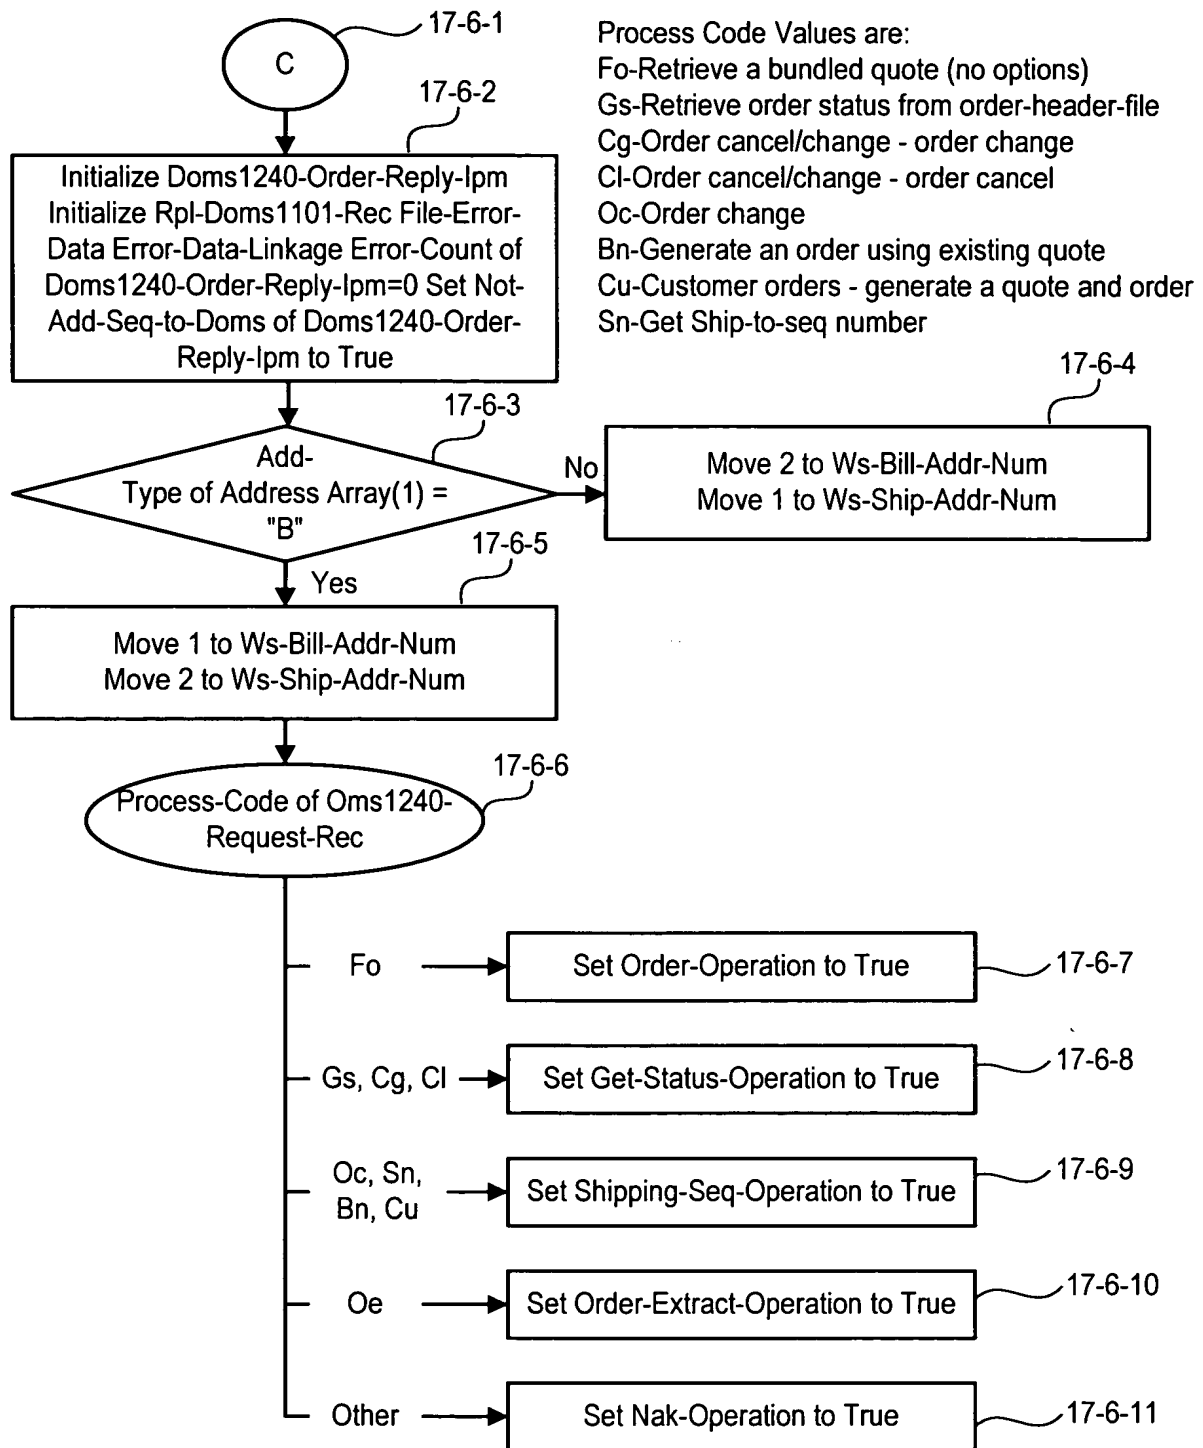 17-6-1
C
17-6-2
Process Code Values are:
Fo-Retrieve a bundled quote (no options)
Gs-Retrieve order status from order-header-file
Cg-Order cancel/change - order change
Cl-Order cancel/change - order cancel
Oc-Order change
Bn-Generate an order using existing quote
Cu-Customer orders - generate a quote and order
Sn-Get Ship-to-seq number
Initialize Doms1240-Order-Reply-Ipm
Initialize Rpl-Doms1101-Rec File-Error-
Data Error-Data-Linkage Error-Count of
Doms1240-Order-Reply-Ipm=0 Set Not-
Add-Seq-to-Doms of Doms1240-Order-
Reply-Ipm to True
17-6-3
Add-
Type of Address Array(1) =
"B"
No
17-6-4
Move 2 to Ws-Bill-Addr-Num
Move 1 to Ws-Ship-Addr-Num
Yes
17-6-5
Move 1 to Ws-Bill-Addr-Num
Move 2 to Ws-Ship-Addr-Num
17-6-6
Process-Code of Oms1240-
Request-Rec
Fo
Set Order-Operation to True
17-6-7
Gs, Cg, Cl
Set Get-Status-Operation to True
17-6-8
Oc, Sn,
Bn, Cu
Set Shipping-Seq-Operation to True
17-6-9
Oe
Set Order-Extract-Operation to True
17-6-10
Other
Set Nak-Operation to True
17-6-11